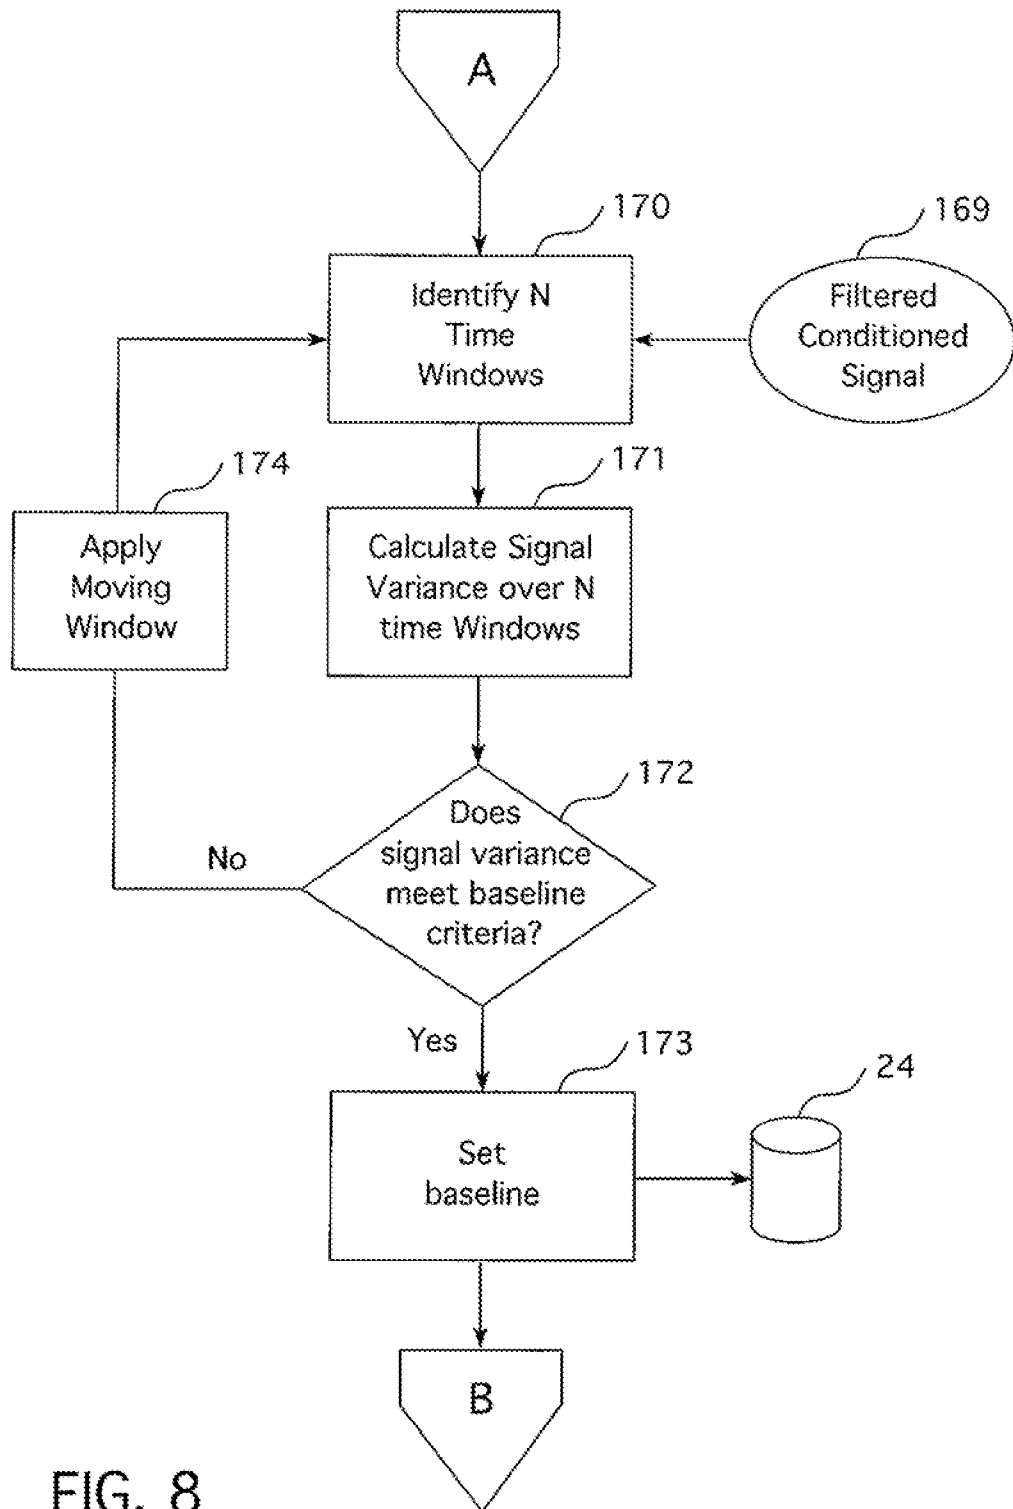 A
170
169
Identify N
Time
Windows
Filtered
Conditioned
Signal
174
171
Apply
Moving
Window
Calculate Signal
Variance over N
time Windows
172
Does
signal variance
meet baseline
criteria?
No
Yes
173
24
Set
baseline
B
FIG. 8